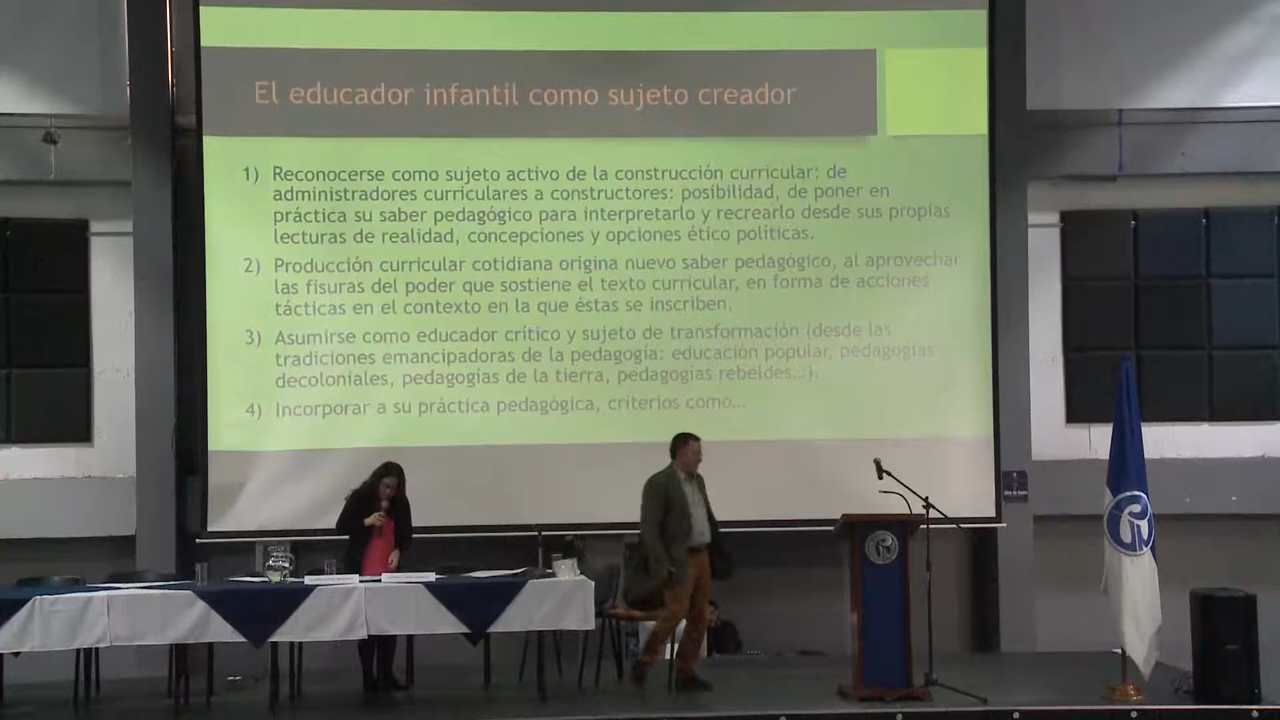 El educador infantil como sujeto creador
1) Reconocerse como sujeto activo de la construcción curricular: de
administradores curriculares a constructores: posibilidad, de poner en
práctica su saber pedagógico para interpretarlo y recrearlo desde sus propias
lecturas de realidad, concepciones y opciones ético políticas.
2) Producción curricular cotidiana origina nuevo saber pedagógico, al aprovechar
las fisuras del poder que sostiene el texto curricular, en forma de acciones
tácticas en el contexto en la que éstas se inscriben.
3) Asumirse como educador crítico y sujeto de transformación (desde las
tradiciones emancipadoras de la pedagogía: educación popular, pedagogías
decoloniales, pedagogías de la tierra, pedagogías rebeldes...).
4) Incorporar a su práctica pedagógica, criterios como...